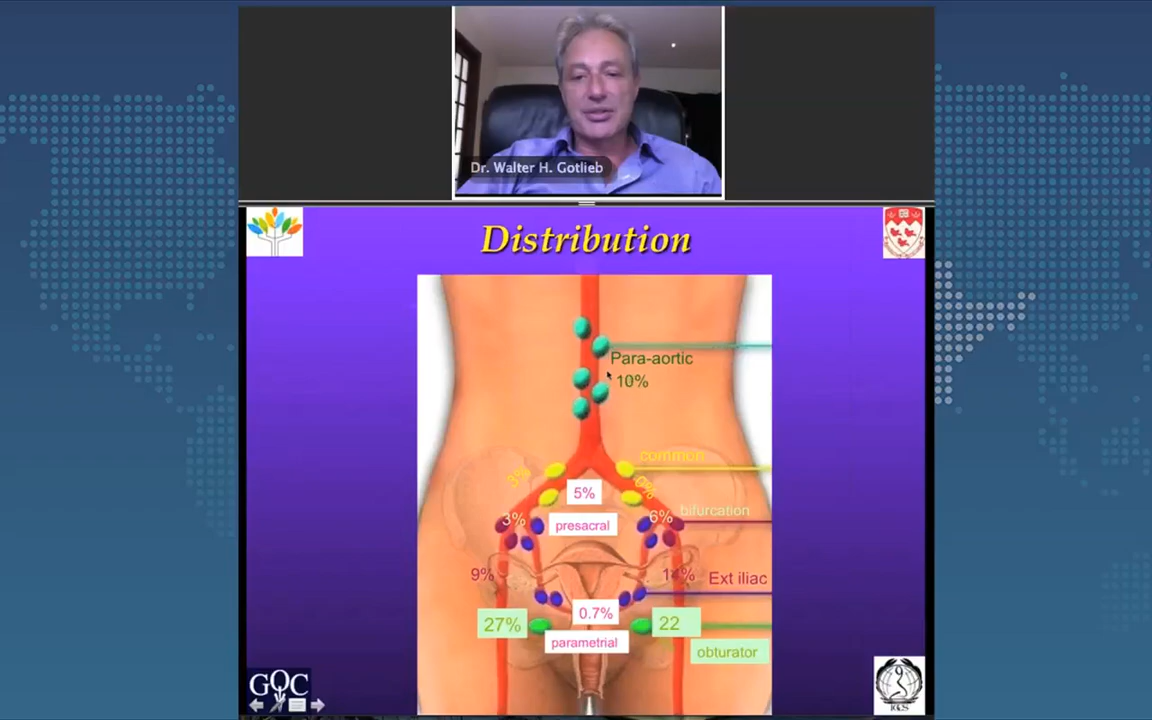 Dr. Walter H. Gotlieb
Distribution
Para-aortic
10%
common
3%
5%
presacral
3%
6%
bifurcation
9%
Ext iliac
0.7%
27%
22
parametrial
obturator
GOC